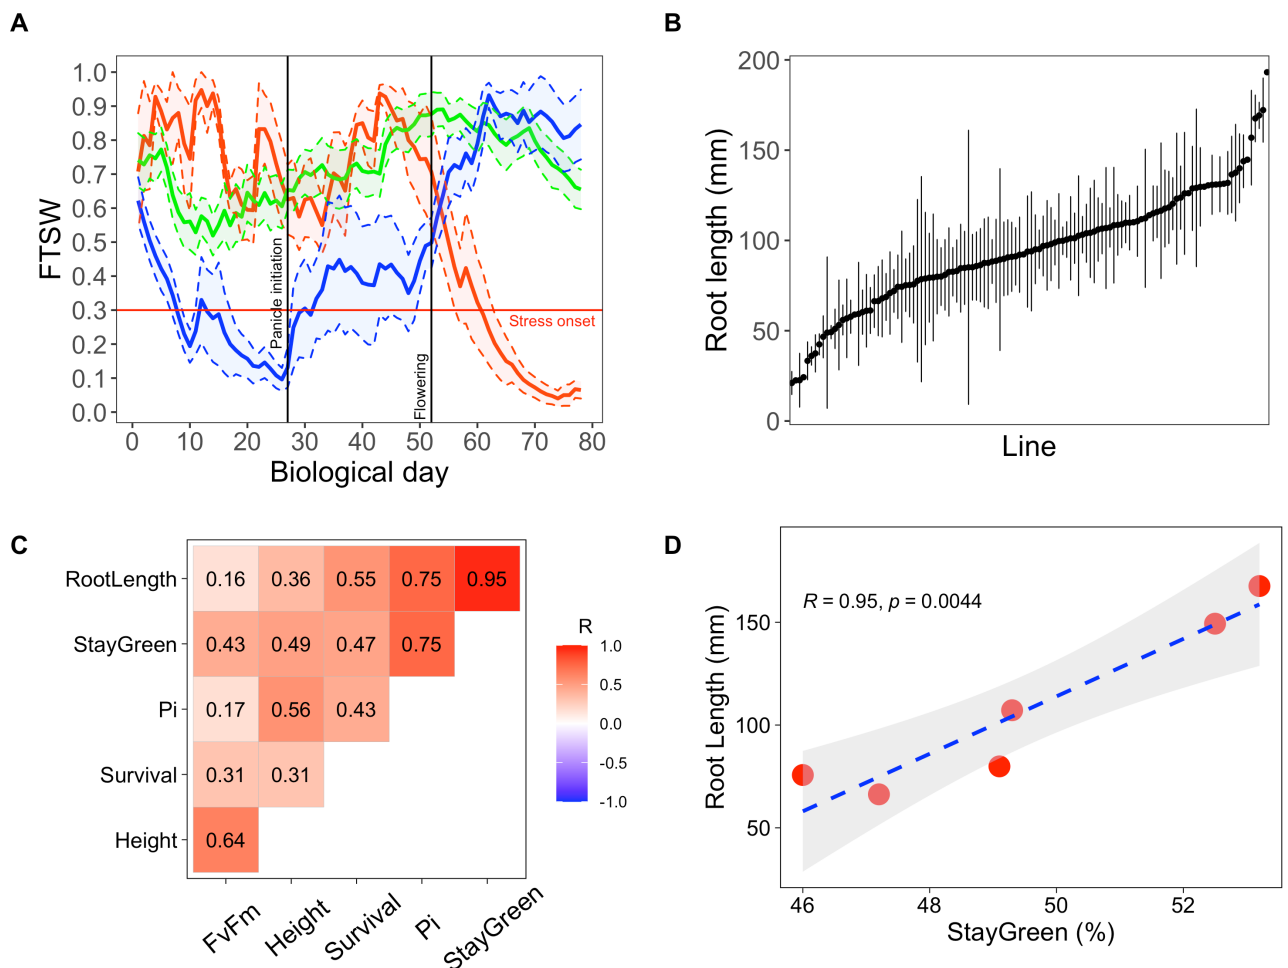 A
1.0
0.9
0.8
0.7
0.6
0.5
0.4
0.3
0.2
0.1
0.0
FTSW
Panicle initiation
Flowering
Stress onset
0 10 20 30 40 50 60 70 80
Biological day
B
200
150
100
50
0
Root length (mm)
Line
C
RootLength 0.16 0.36 0.55 0.75 0.95
StayGreen 0.43 0.49 0.47 0.75
Pi 0.17 0.56 0.43
Survival 0.31 0.31
Height 0.64
FvFm Height Survival Pi StayGreen
R
1.0
0.5
0.0
-0.5
-1.0
D
R = 0.95, p = 0.0044
150
100
50
Root Length (mm)
46 48 50 52
StayGreen (%)